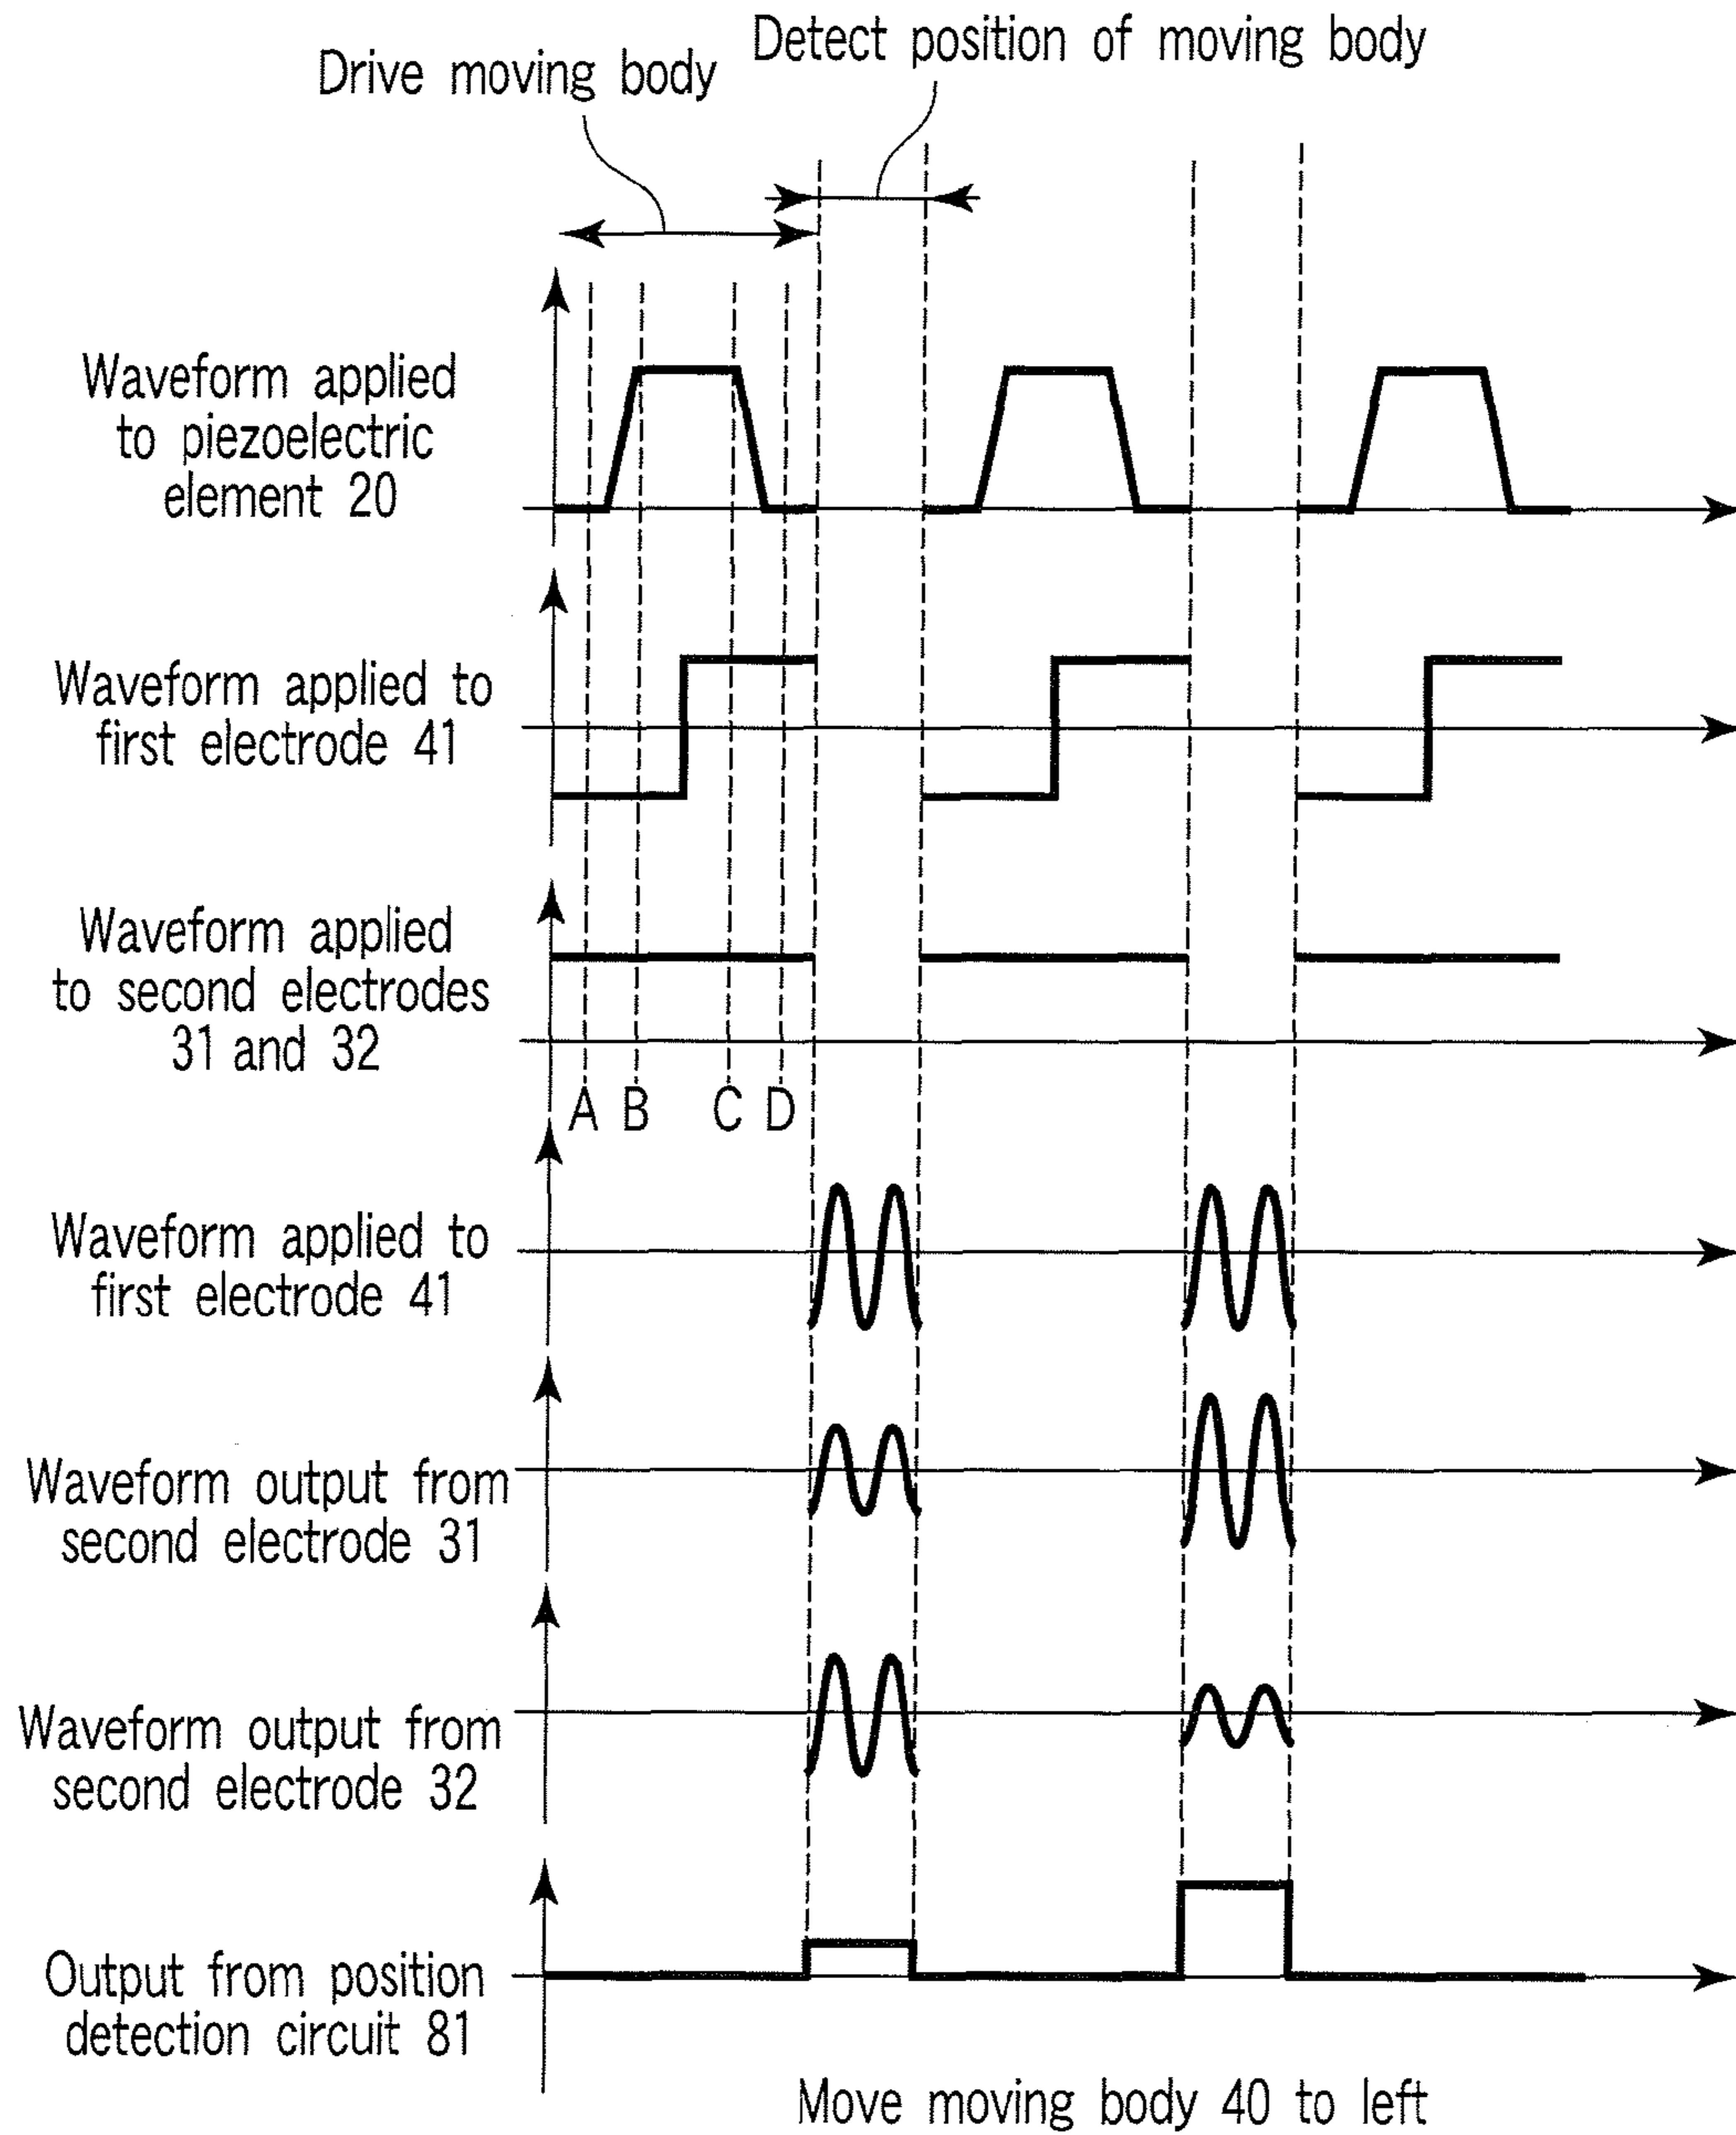 Detect position of moving body
Drive moving body
Waveform applied
to piezoelectric
element 20
Waveform applied to
first electrode 41
Waveform applied
to second electrodes
31 and 32
A B C D
Waveform applied to
first electrode 41
Waveform output from
second electrode 31
Waveform output from
second electrode 32
Output from position
detection circuit 81
Move moving body 40 to left